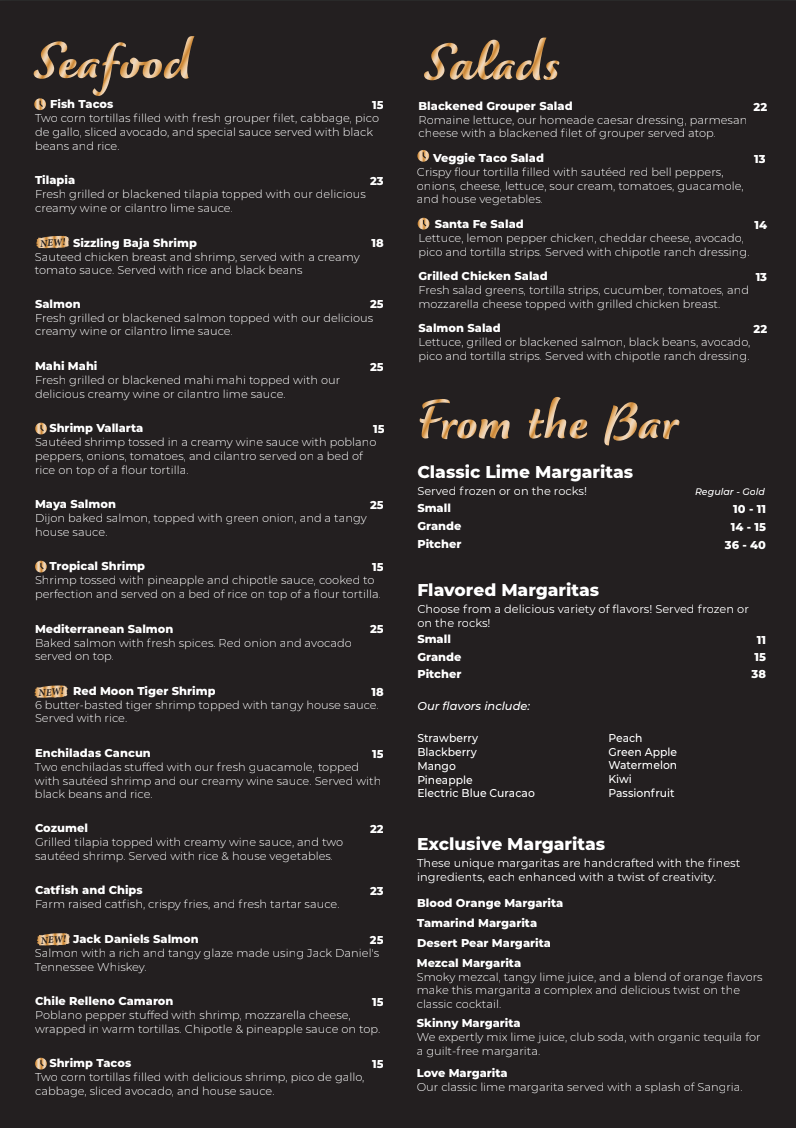 Seafood
Fish Tacos 15
Two corn tortillas filled with fresh grouper filet, cabbage, pico
de gallo, sliced avocado, and special sauce served with black
beans and rice.
Tilapia 23
Fresh grilled or blackened tilapia topped with our delicious
creamy wine or cilantro lime sauce.
NEW! Sizzling Baja Shrimp 18
Sauteed chicken breast and shrimp, served with a creamy
tomato sauce. Served with rice and black beans
Salmon 25
Fresh grilled or blackened salmon topped with our delicious
creamy wine or cilantro lime sauce.
Mahi Mahi 25
Fresh grilled or blackened mahi mahi topped with our
delicious creamy wine or cilantro lime sauce.
Shrimp Vallarta 15
Sautéed shrimp tossed in a creamy wine sauce with poblano
peppers, onions, tomatoes, and cilantro served on a bed of
rice on top of a flour tortilla.
Maya Salmon 25
Dijon baked salmon, topped with green onion, and a tangy
house sauce.
Tropical Shrimp 15
Shrimp tossed with pineapple and chipotle sauce, cooked to
perfection and served on a bed of rice on top of a flour tortilla.
Mediterranean Salmon 25
Baked salmon with fresh spices. Red onion and avocado
served on top.
NEW! Red Moon Tiger Shrimp 18
6 butter-basted tiger shrimp topped with tangy house sauce.
Served with rice.
Enchiladas Cancun 15
Two enchiladas stuffed with our fresh guacamole, topped
with sautéed shrimp and our creamy wine sauce. Served with
black beans and rice.
Cozumel 22
Grilled tilapia topped with creamy wine sauce, and two
sautéed shrimp. Served with rice & house vegetables.
Catfish and Chips 23
Farm raised catfish, crispy fries, and fresh tartar sauce.
NEW! Jack Daniels Salmon 25
Salmon with a rich and tangy glaze made using Jack Daniel's
Tennessee Whiskey.
Chile Relleno Camaron 15
Poblano pepper stuffed with shrimp, mozzarella cheese,
wrapped in warm tortillas. Chipotle & pineapple sauce on top.
Shrimp Tacos 15
Two corn tortillas filled with delicious shrimp, pico de gallo,
cabbage, sliced avocado, and house sauce.
Salads
Blackened Grouper Salad 22
Romaine lettuce, our homeade caesar dressing, parmesan
cheese with a blackened filet of grouper served atop.
Veggie Taco Salad 13
Crispy flour tortilla filled with sautéed red bell peppers,
onions, cheese, lettuce, sour cream, tomatoes, guacamole,
and house vegetables.
Santa Fe Salad 14
Lettuce, lemon pepper chicken, cheddar cheese, avocado,
pico and tortilla strips. Served with chipotle ranch dressing.
Grilled Chicken Salad 13
Fresh salad greens, tortilla strips, cucumber, tomatoes, and
mozzarella cheese topped with grilled chicken breast.
Salmon Salad 22
Lettuce, grilled or blackened salmon, black beans, avocado,
pico and tortilla strips. Served with chipotle ranch dressing.
From the Bar
Classic Lime Margaritas
Served frozen or on the rocks! Regular - Gold
Small 10 - 11
Grande 14 - 15
Pitcher 36 - 40
Flavored Margaritas
Choose from a delicious variety of flavors! Served frozen or
on the rocks!
Small 11
Grande 15
Pitcher 38
Our flavors include:
Strawberry Peach
Blackberry Green Apple
Mango Watermelon
Pineapple Kiwi
Electric Blue Curacao Passionfruit
Exclusive Margaritas
These unique margaritas are handcrafted with the finest
ingredients, each enhanced with a twist of creativity.
Blood Orange Margarita
Tamarind Margarita
Desert Pear Margarita
Mezcal Margarita
Smoky mezcal, tangy lime juice, and a blend of orange flavors
make this margarita a complex and delicious twist on the
classic cocktail.
Skinny Margarita
We expertly mix lime juice, club soda, with organic tequila for
a guilt-free margarita.
Love Margarita
Our classic lime margarita served with a splash of Sangria.